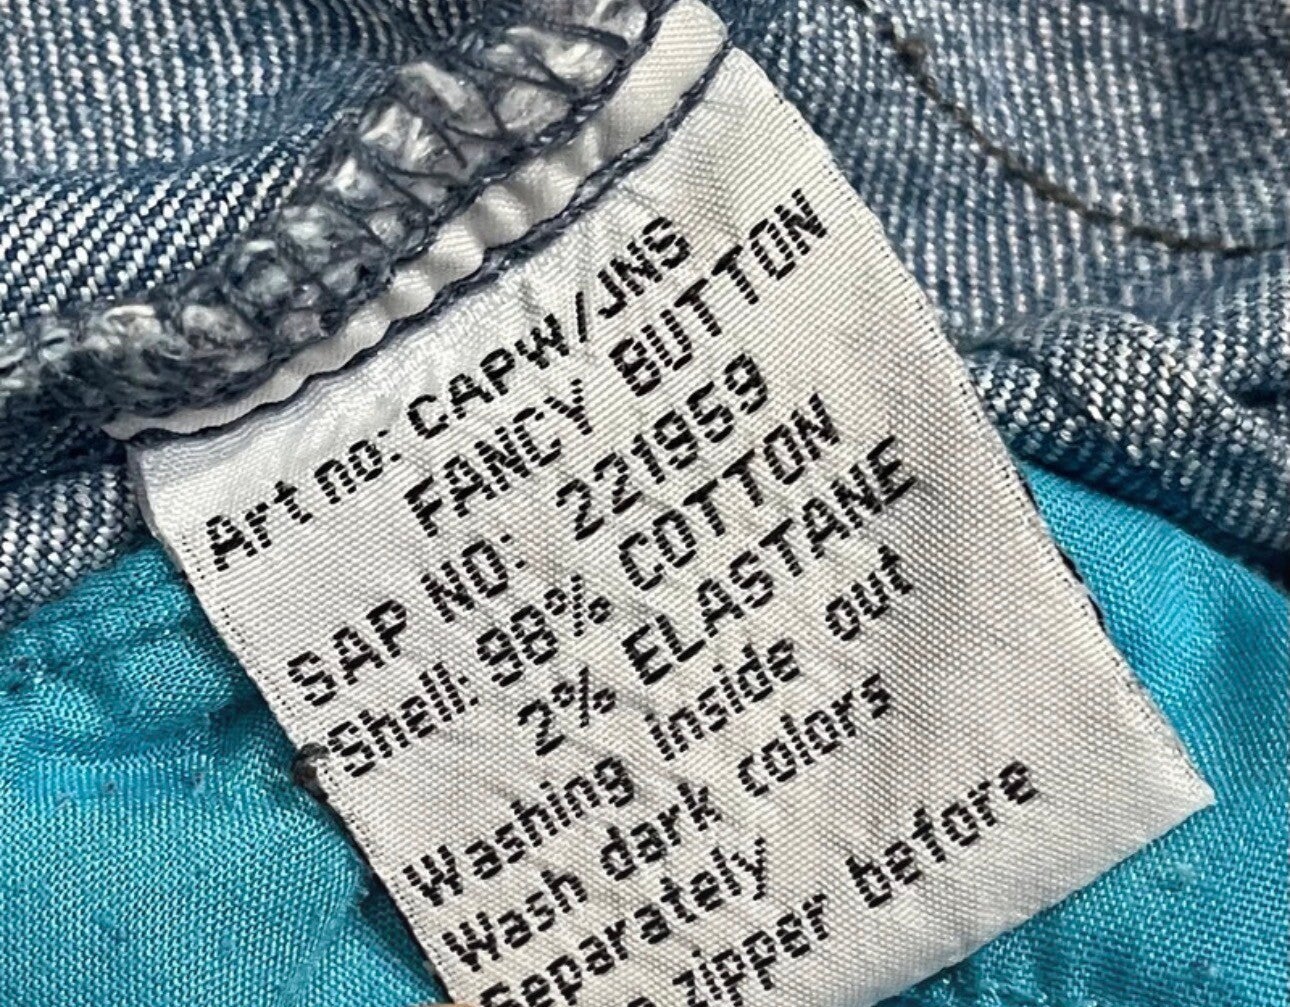 Art no: CAPW/JNS
FANCY BUTTON
SAP NO: 221959
Shell: 98% COTTON
2% ELASTANE
Washing inside out
Wash dark colors
Separately
zipper before